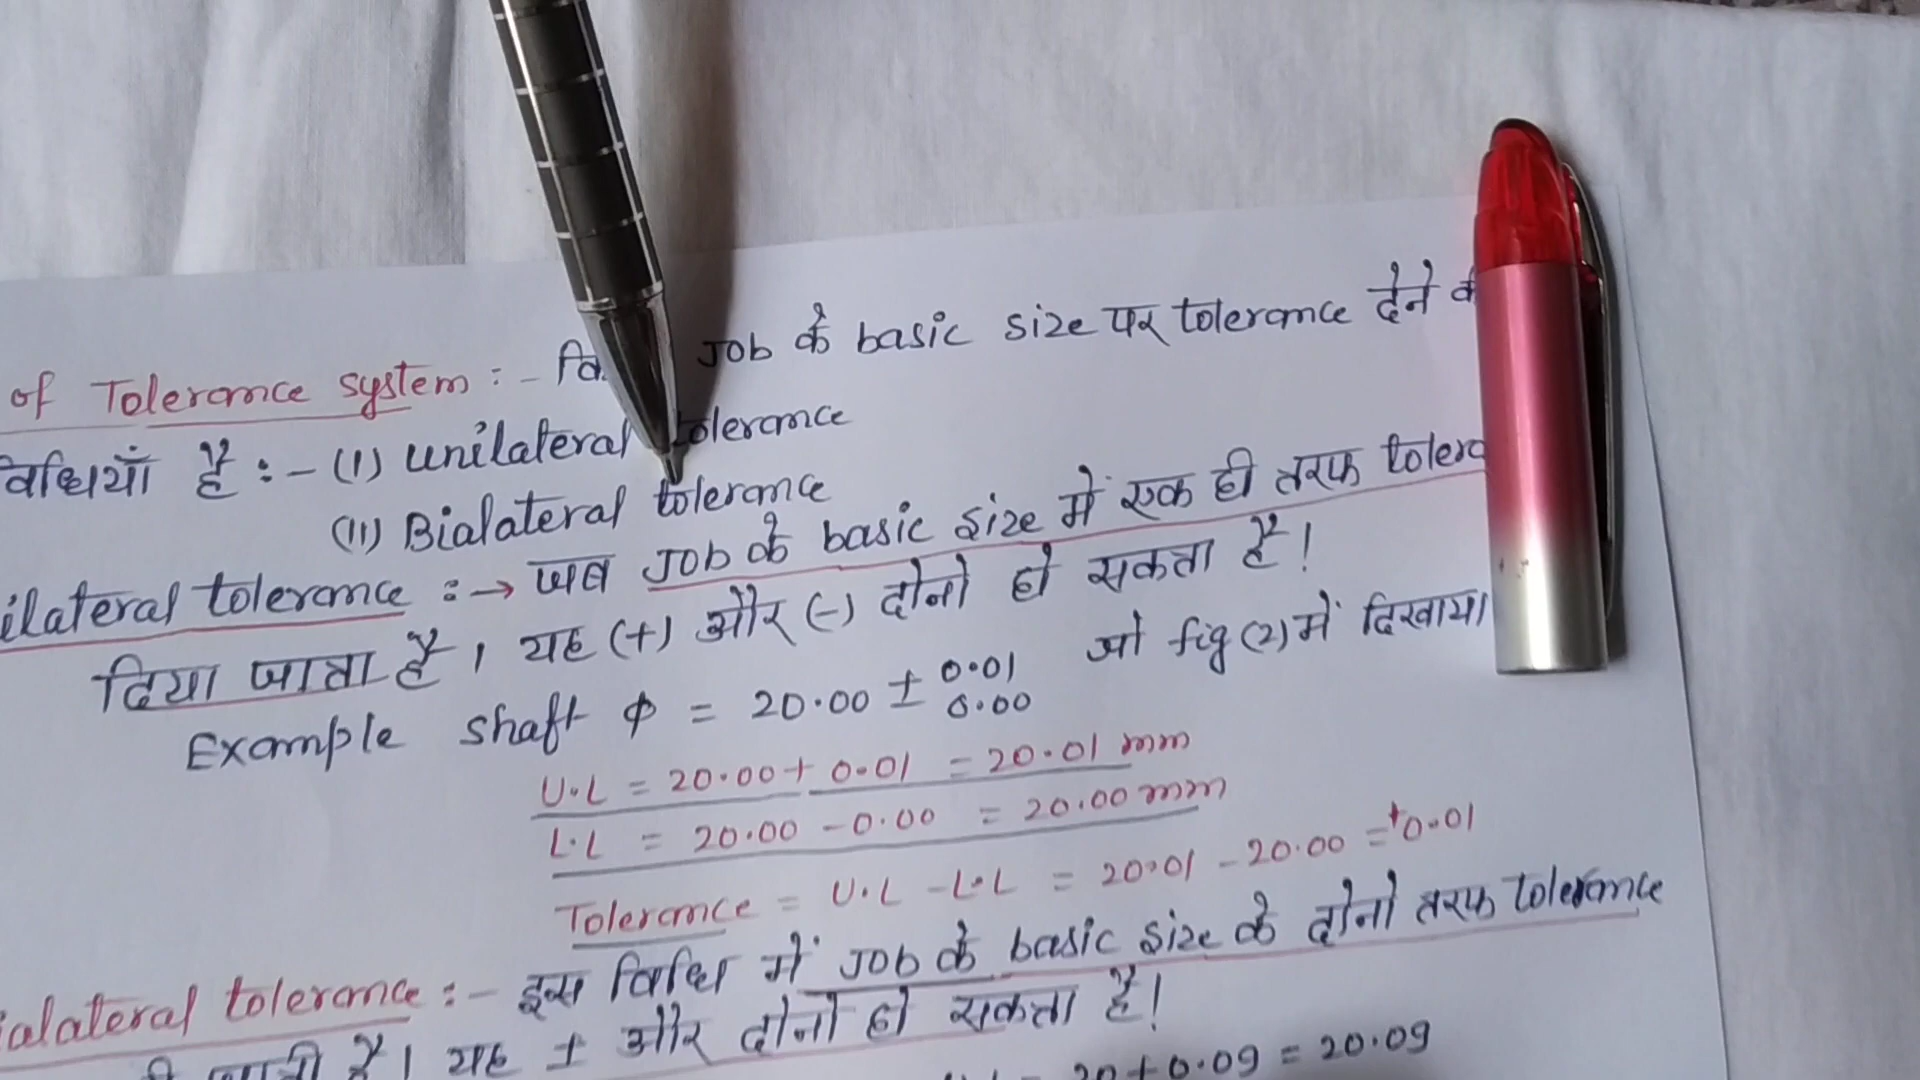 of Tolerance system :- कि JOB के basic size पर tolerance देने
विधियाँ हैं :- (I) unilateral tolerance
(II) Bialateral tolerance
ilateral tolerance :→ जब JOB के basic size में एक ही तरफ tolera
दिया जाता है, यह (+) और (-) दोनो हो सकता है!
Example shaft ϕ = 20.00 ± 0.01 0.00 जो fig (2) में दिखाया
U.L = 20.00 + 0.01 = 20.01 mm
L.L = 20.00 - 0.00 = 20.00 mm
Tolerance = U.L - L.L = 20.01 - 20.00 = +0.01
ialateral tolerance :- इस विधि में JOB के basic size के दोनो तरफ tolerance
जाती है। यह ± और दोनो हो सकता है!
20 + 0.09 = 20.09